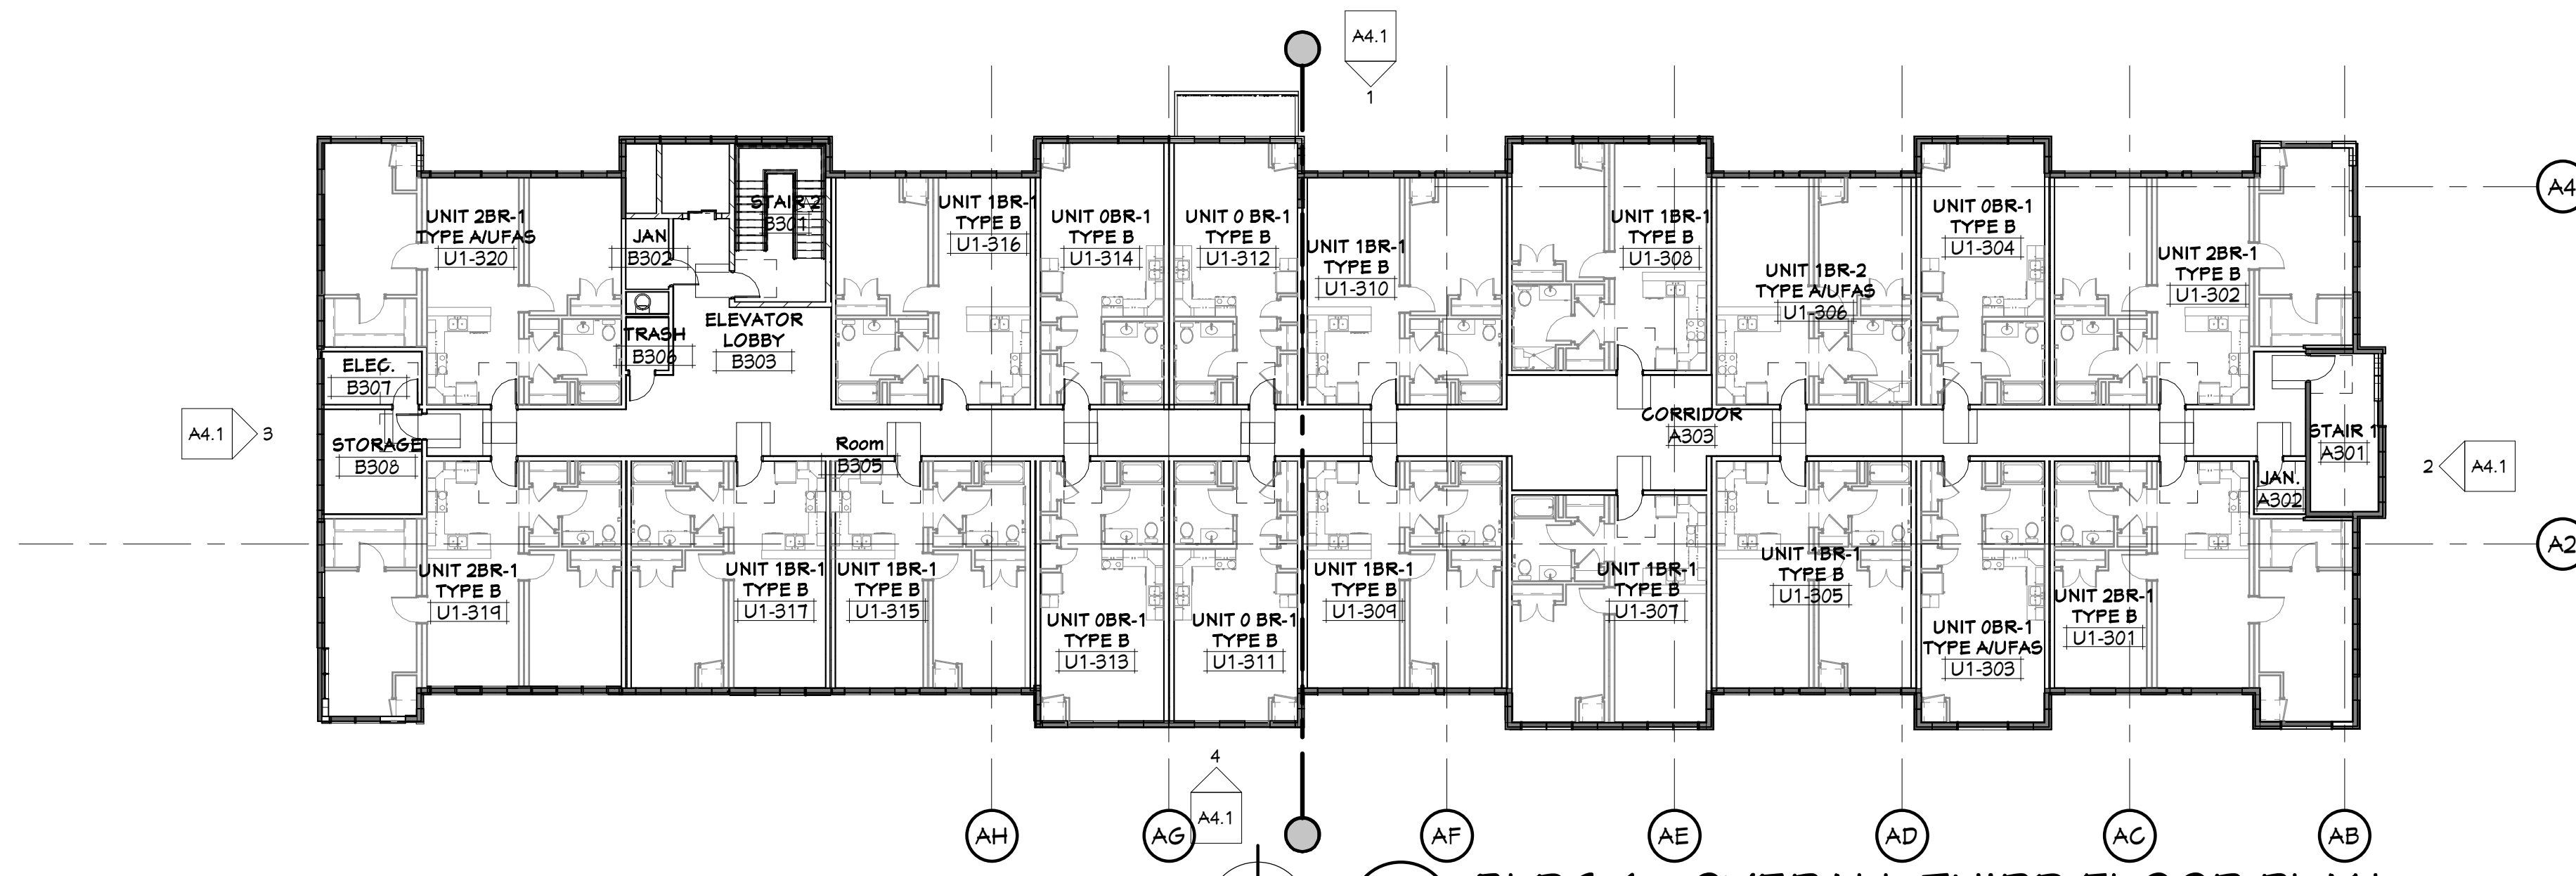 A4.1
1
A4
UNIT 2BR-1
TYPE A/UFAS
U1-320
JAN
B302
STAIR 2
B301
UNIT 1BR-1
TYPE B
U1-316
UNIT 0BR-1
TYPE B
U1-314
UNIT 0 BR-1
TYPE B
U1-312
UNIT 1BR-1
TYPE B
U1-310
UNIT 1BR-1
TYPE B
U1-308
UNIT 1BR-2
TYPE A/UFAS
U1-306
UNIT 0BR-1
TYPE B
U1-304
UNIT 2BR-1
TYPE B
U1-302
TRASH
B306
ELEVATOR
LOBBY
B303
ELEC.
B307
A4.1
3
STORAGE
B308
Room
B305
CORRIDOR
A303
STAIR 1
A301
JAN.
A302
2
A4.1
A2
UNIT 2BR-1
TYPE B
U1-319
UNIT 1BR-1
TYPE B
U1-317
UNIT 1BR-1
TYPE B
U1-315
UNIT 0BR-1
TYPE B
U1-313
UNIT 0 BR-1
TYPE B
U1-311
UNIT 1BR-1
TYPE B
U1-309
UNIT 1BR-1
TYPE B
U1-307
UNIT 1BR-1
TYPE B
U1-305
UNIT 0BR-1
TYPE A/UFAS
U1-303
UNIT 2BR-1
TYPE B
U1-301
4
A4.1
AH
AG
AF
AE
AD
AC
AB